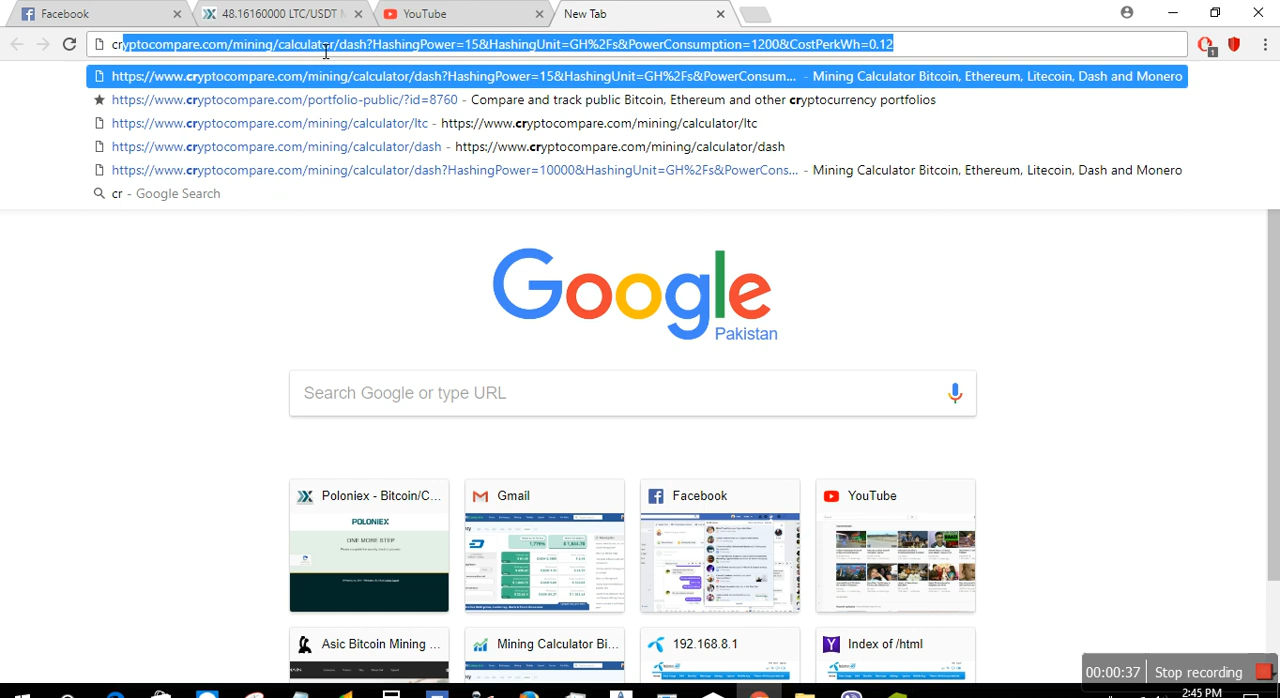 Facebook
48.16160000 LTC/USDT M
YouTube
New Tab
cryptocompare.com/mining/calculator/dash?HashingPower=15&HashingUnit=GH%2Fs&PowerConsumption=1200&CostPerkWh=0.12
https://www.cryptocompare.com/mining/calculator/dash?HashingPower=15&HashingUnit=GH%2Fs&PowerConsum... - Mining Calculator Bitcoin, Ethereum, Litecoin, Dash and Monero
https://www.cryptocompare.com/portfolio-public/?id=8760 - Compare and track public Bitcoin, Ethereum and other cryptocurrency portfolios
https://www.cryptocompare.com/mining/calculator/ltc - https://www.cryptocompare.com/mining/calculator/ltc
https://www.cryptocompare.com/mining/calculator/dash - https://www.cryptocompare.com/mining/calculator/dash
https://www.cryptocompare.com/mining/calculator/dash?HashingPower=10000&HashingUnit=GH%2Fs&PowerCons... - Mining Calculator Bitcoin, Ethereum, Litecoin, Dash and Monero
cr - Google Search
Google
Pakistan
Search Google or type URL
Poloniex - Bitcoin/C...
Gmail
Facebook
YouTube
POLONIEX
ONE MORE STEP
Asic Bitcoin Mining ...
Mining Calculator Bi...
192.168.8.1
Index of /html
00:00:37
Stop recording
2:45 PM